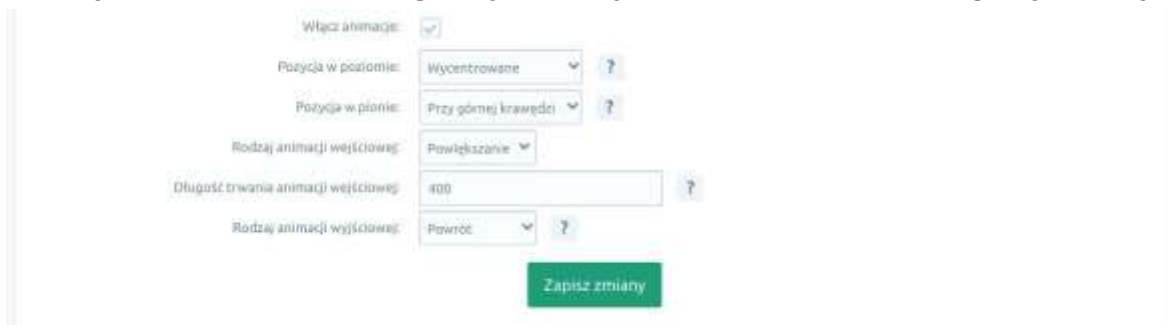 Włącz animacje:
Pozycja w poziomie: Wycentrowane ?
Pozycja w pionie: Przy górnej krawędzi ?
Rodzaj animacji wejściowej: Powiększanie
Długość trwania animacji wejściowej: 400 ?
Rodzaj animacji wyjściowej: Powrót ?
Zapisz zmiany